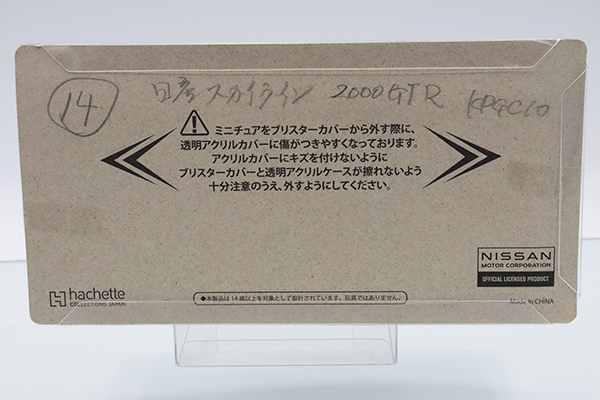 14
日産スカイライン 2000GTR KPGC10
ミニチュアをブリスターカバーから外す際に、
透明アクリルカバーに傷がつきやすくなっております。
アクリルカバーにキズを付けないように
ブリスターカバーと透明アクリルケースが擦れないよう
十分注意のうえ、外すようにしてください。
NISSAN
MOTOR CORPORATION
OFFICIAL LICENSED PRODUCT
hachette
COLLECTIONS JAPAN
◆本製品は14歳以上を対象として設計されています。玩具ではありません。
Made in CHINA